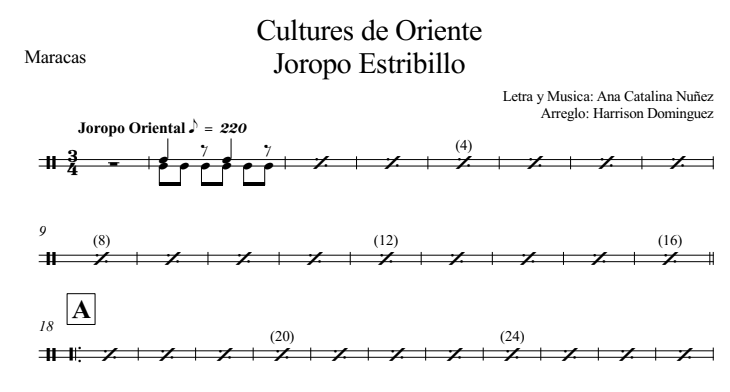 Cultures de Oriente
Joropo Estribillo
Maracas
Letra y Musica: Ana Catalina Nuñez
Arreglo: Harrison Dominguez
Joropo Oriental ♪ = 220
3
4
(4)
9
(8) (12) (16)
A
18
(20) (24)